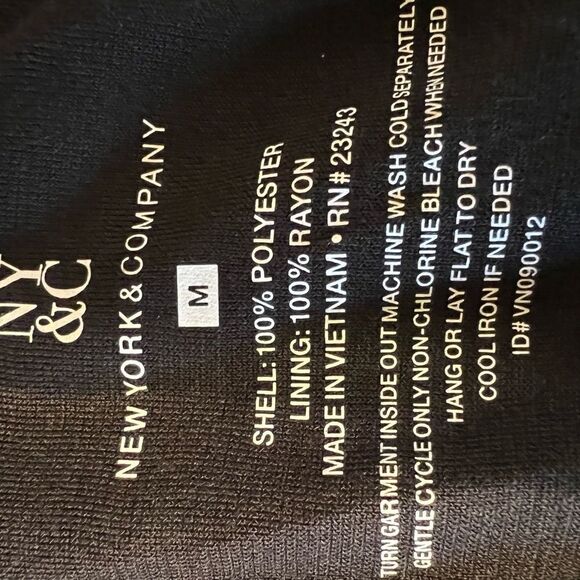 NY
&C
NEW YORK & COMPANY
M
SHELL: 100% POLYESTER
LINING: 100% RAYON
MADE IN VIETNAM • RN# 23243
TURN GARMENT INSIDE OUT MACHINE WASH COLD SEPARATELY
GENTLE CYCLE ONLY NON-CHLORINE BLEACH WHEN NEEDED
HANG OR LAY FLAT TO DRY
COOL IRON IF NEEDED
ID# VN090012